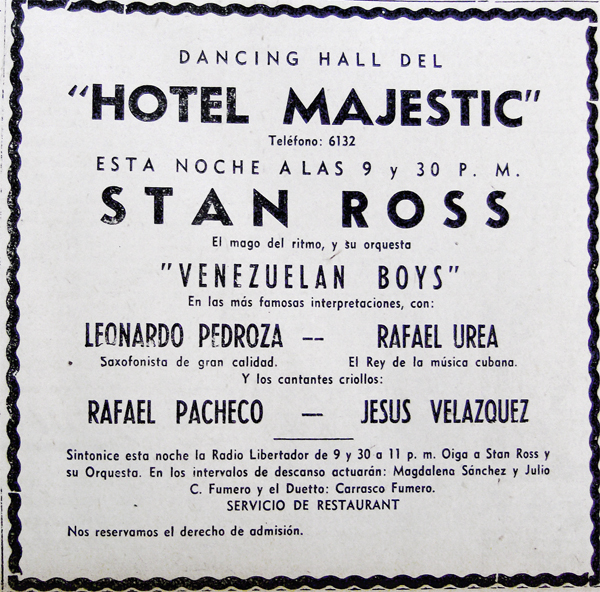 DANCING HALL DEL
"HOTEL MAJESTIC"
Teléfono: 6132
ESTA NOCHE A LAS 9 y 30 P. M.
STAN ROSS
El mago del ritmo, y su orquesta
"VENEZUELAN BOYS"
En las más famosas interpretaciones, con:
LEONARDO PEDROZA -- RAFAEL UREA
Saxofonista de gran calidad. El Rey de la música cubana.
Y los cantantes criollos:
RAFAEL PACHECO — JESUS VELAZQUEZ
Sintonice esta noche la Radio Libertador de 9 y 30 a 11 p. m. Oiga a Stan Ross y
su Orquesta. En los intervalos de descanso actuarán: Magdalena Sánchez y Julio
C. Fumero y el Duetto: Carrasco Fumero.
SERVICIO DE RESTAURANT
Nos reservamos el derecho de admisión.